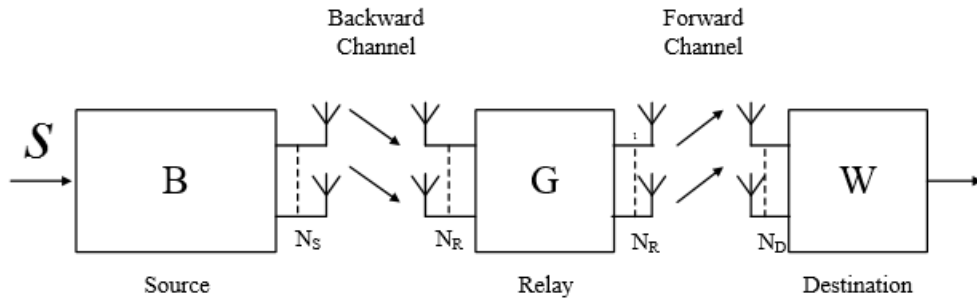 Backward
Channel
Forward
Channel
S
B
G
W
N_S
N_R
N_R
N_D
Source
Relay
Destination